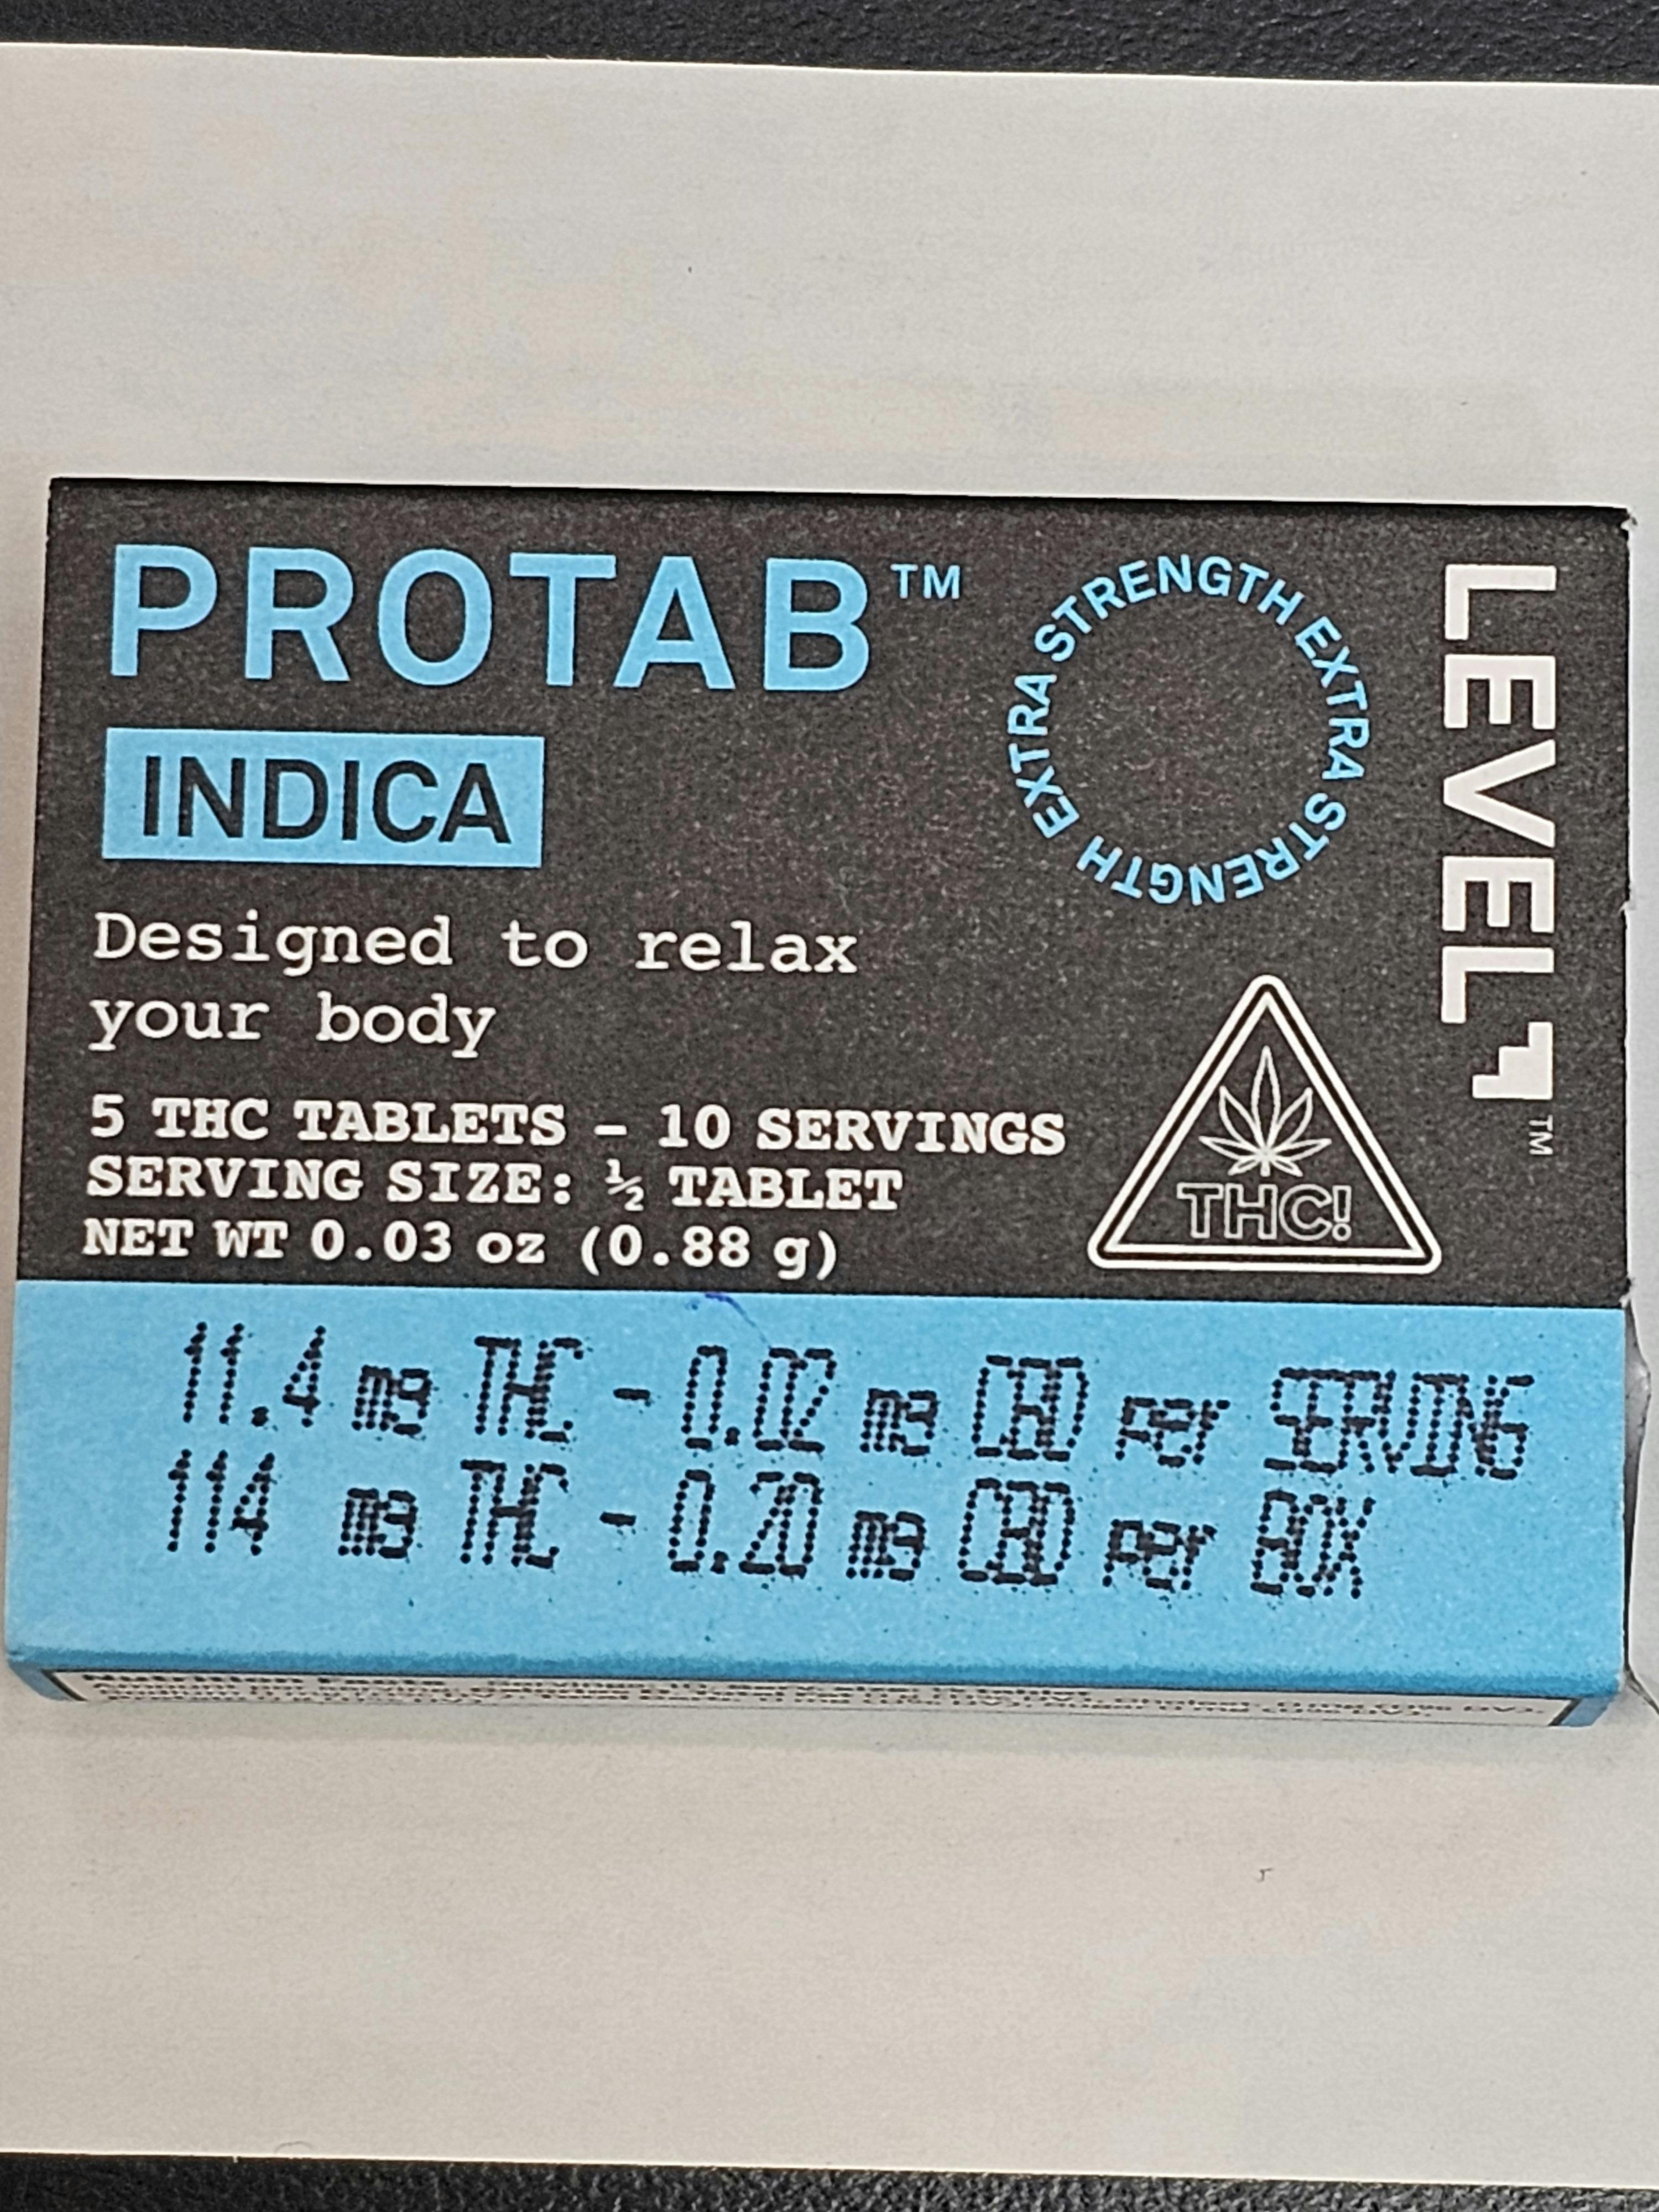 PROTAB™
INDICA
EXTRA STRENGTH EXTRA STRENGTH
LEVEL™
Designed to relax
your body
5 THC TABLETS – 10 SERVINGS
SERVING SIZE: ½ TABLET
NET WT 0.03 oz (0.88 g)
THC!
11.4 mg THC - 0.02 mg CBD per SERVING
114 mg THC - 0.20 mg CBD per BOX
Nutrition Facts